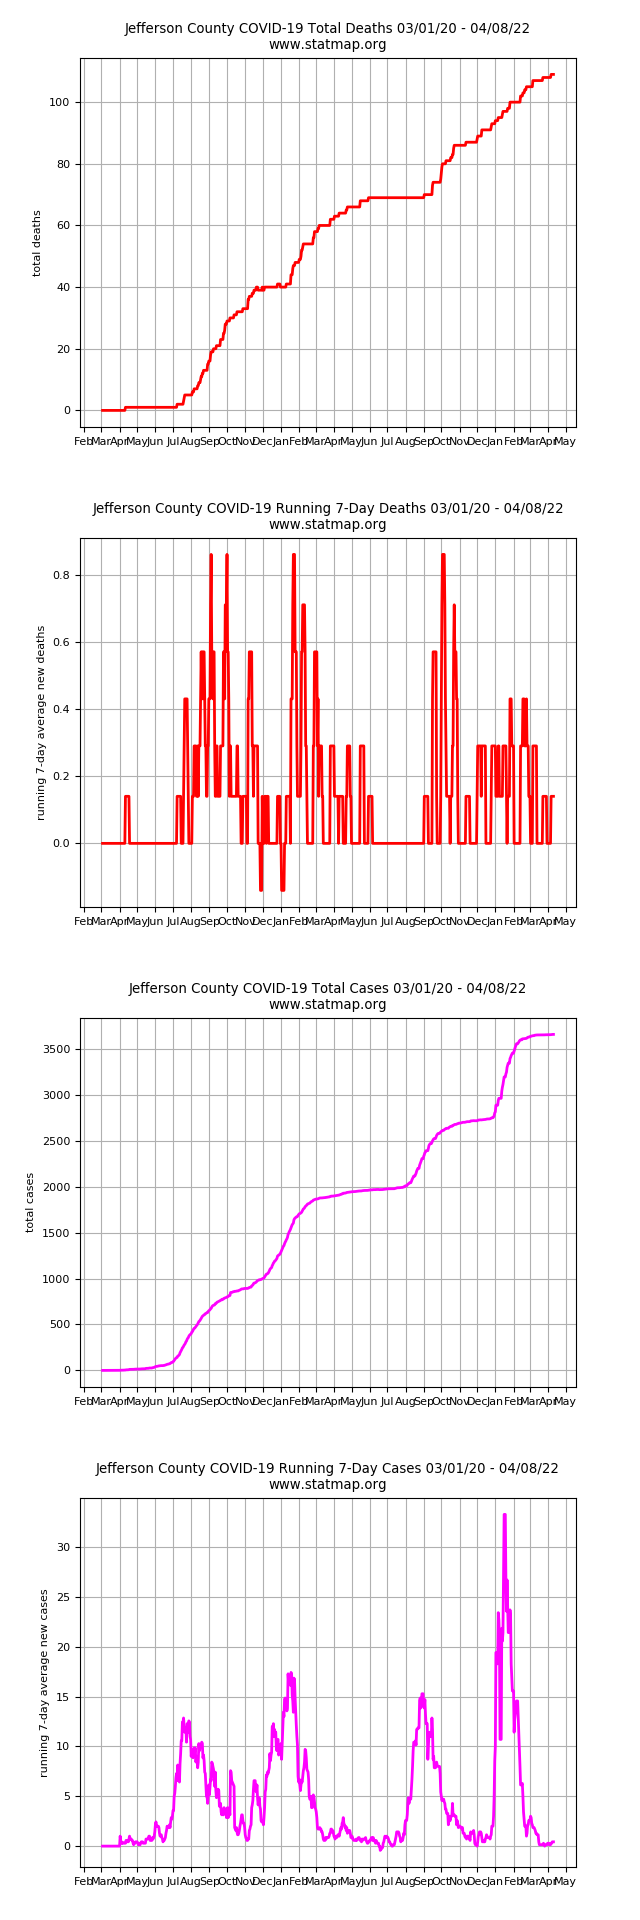 Jefferson County COVID-19 Total Deaths 03/01/20 - 04/08/22
www.statmap.org
100
80
60
40
20
0
total deaths
Feb Mar Apr May Jun Jul Aug Sep Oct Nov Dec Jan Feb Mar Apr May Jun Jul Aug Sep Oct Nov Dec Jan Feb Mar Apr May
Jefferson County COVID-19 Running 7-Day Deaths 03/01/20 - 04/08/22
www.statmap.org
0.8
0.6
0.4
0.2
0.0
running 7-day average new deaths
Feb Mar Apr May Jun Jul Aug Sep Oct Nov Dec Jan Feb Mar Apr May Jun Jul Aug Sep Oct Nov Dec Jan Feb Mar Apr May
Jefferson County COVID-19 Total Cases 03/01/20 - 04/08/22
www.statmap.org
3500
3000
2500
2000
1500
1000
500
0
total cases
Feb Mar Apr May Jun Jul Aug Sep Oct Nov Dec Jan Feb Mar Apr May Jun Jul Aug Sep Oct Nov Dec Jan Feb Mar Apr May
Jefferson County COVID-19 Running 7-Day Cases 03/01/20 - 04/08/22
www.statmap.org
30
25
20
15
10
5
0
running 7-day average new cases
Feb Mar Apr May Jun Jul Aug Sep Oct Nov Dec Jan Feb Mar Apr May Jun Jul Aug Sep Oct Nov Dec Jan Feb Mar Apr May